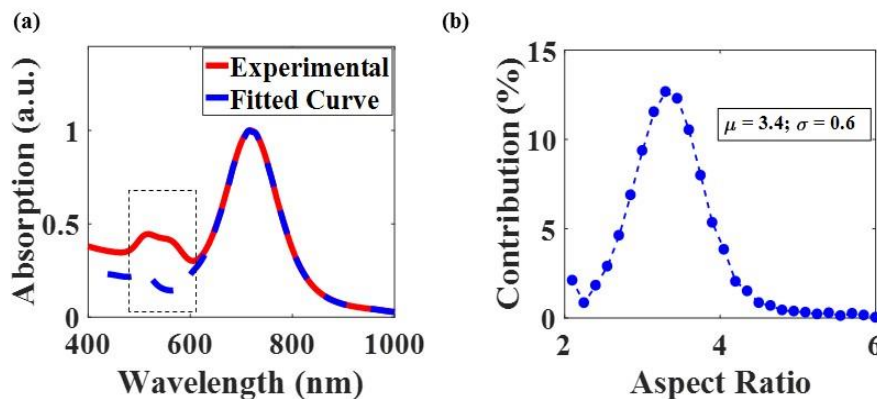 (a)
Experimental
Fitted Curve
1
0.5
0
400
600
800
1000
Absorption (a.u.)
Wavelength (nm)
(b)
15
10
5
0
2
4
6
μ = 3.4; σ = 0.6
Contribution (%)
Aspect Ratio